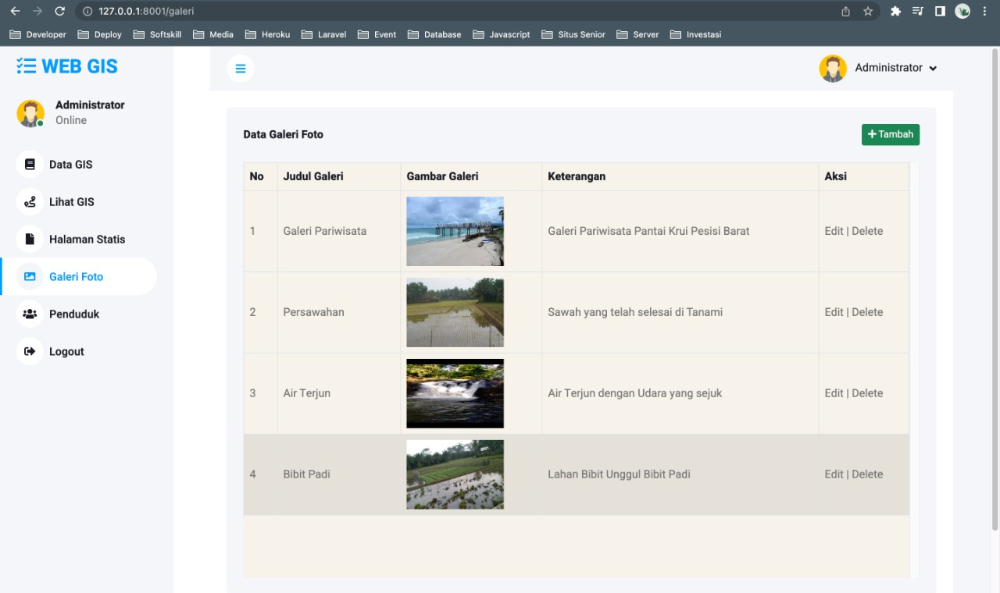 127.0.0.1:8001/galeri
Developer Deploy Softskill Media Heroku Laravel Event Database Javascript Situs Senior Server Investasi
WEB GIS
Administrator
Administrator
Online
Data GIS
Lihat GIS
Halaman Statis
Galeri Foto
Penduduk
Logout
Data Galeri Foto
+ Tambah
No Judul Galeri Gambar Galeri Keterangan Aksi
1 Galeri Pariwisata Galeri Pariwisata Pantai Krui Pesisi Barat Edit | Delete
2 Persawahan Sawah yang telah selesai di Tanami Edit | Delete
3 Air Terjun Air Terjun dengan Udara yang sejuk Edit | Delete
4 Bibit Padi Lahan Bibit Unggul Bibit Padi Edit | Delete